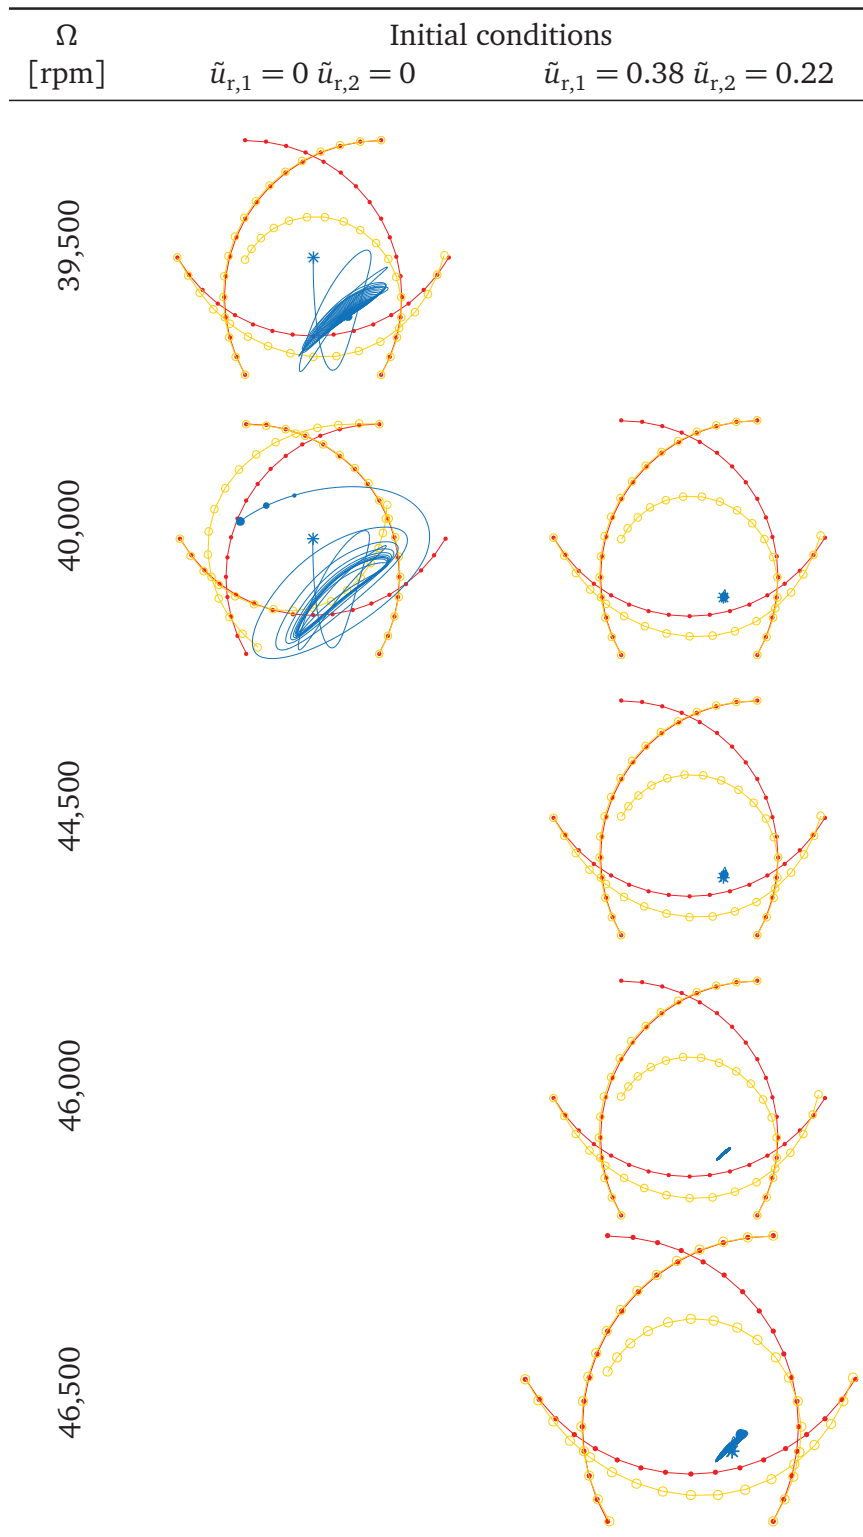 Ω Initial conditions
[rpm] ũr,1 = 0 ũr,2 = 0 ũr,1 = 0.38 ũr,2 = 0.22
39,500
40,000
44,500
46,000
46,500